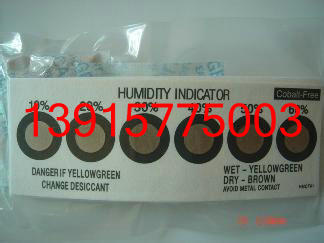 HUMIDITY INDICATOR
Cobalt-Free
10% 20% 30% 40% 50% 60%
13915775003
DANGER IF YELLOWGREEN
CHANGE DESICCANT
WET - YELLOWGREEN
DRY - BROWN
AVOID METAL CONTACT